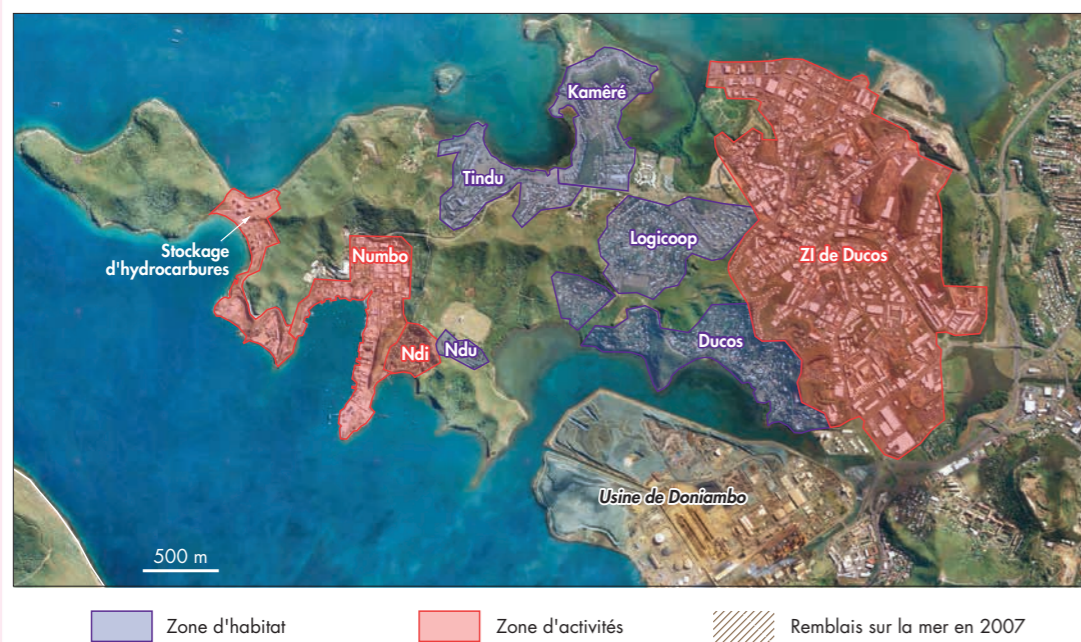 Kamêré
Tindu
Stockage
d'hydrocarbures
Logicoop
Numbo
ZI de Ducos
Ndi
Ndu
Ducos
Usine de Doniambo
500 m
Zone d'habitat
Zone d'activités
Remblais sur la mer en 2007